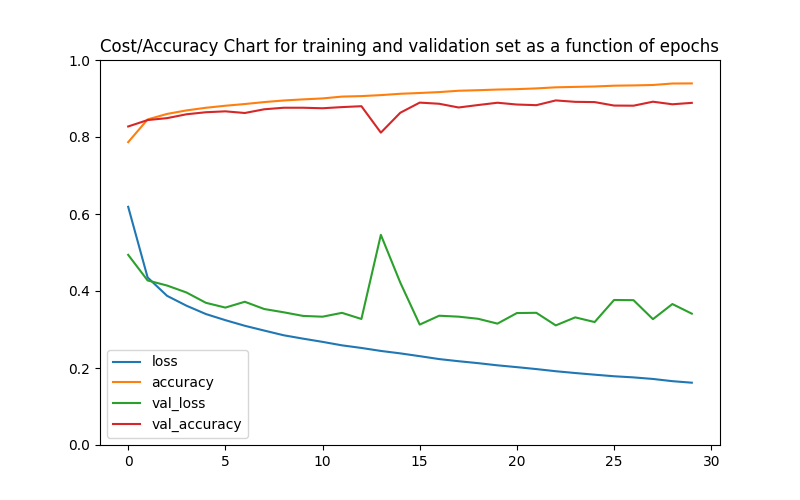 Cost/Accuracy Chart for training and validation set as a function of epochs
1.0
0.8
0.6
0.4
0.2
0.0
loss
accuracy
val_loss
val_accuracy
0 5 10 15 20 25 30